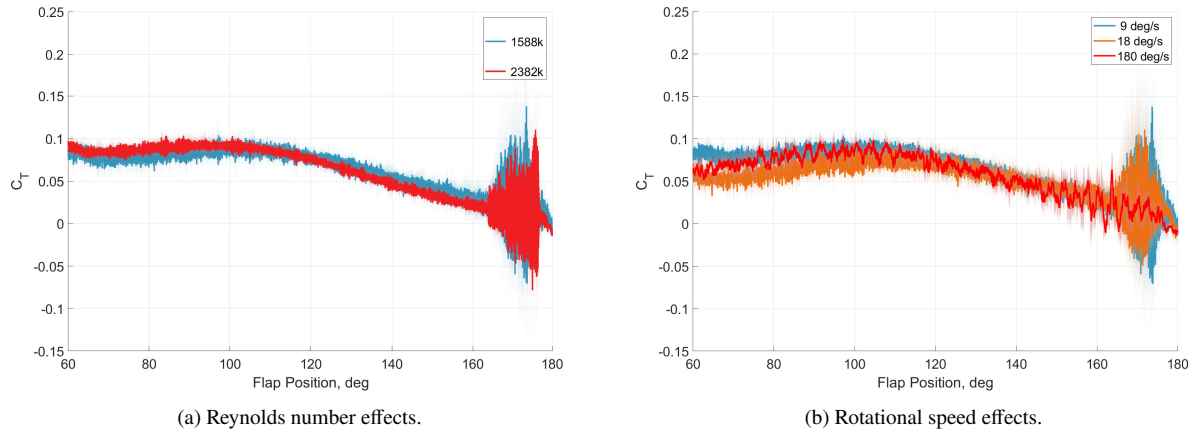 0.25
0.2
0.15
0.1
0.05
0
-0.05
-0.1
-0.15
C_T
60 80 100 120 140 160 180
Flap Position, deg
1588k
2382k
(a) Reynolds number effects.
0.25
0.2
0.15
0.1
0.05
0
-0.05
-0.1
-0.15
C_T
60 80 100 120 140 160 180
Flap Position, deg
9 deg/s
18 deg/s
180 deg/s
(b) Rotational speed effects.